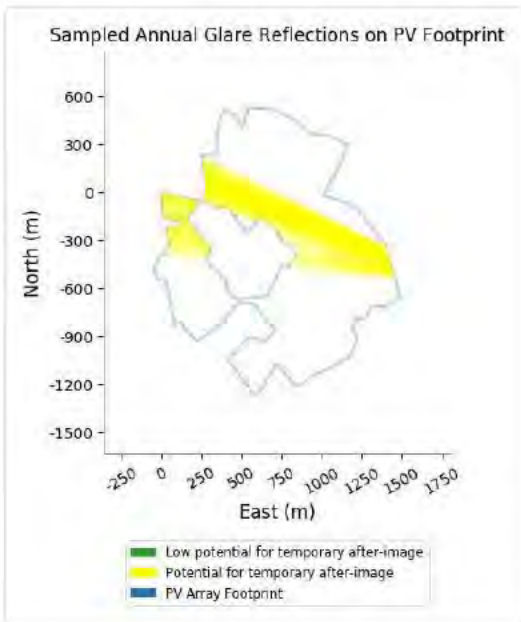 Sampled Annual Glare Reflections on PV Footprint
600
300
0
-300
-600
-900
-1200
-1500
North (m)
-250 0 250 500 750 1000 1250 1500 1750
East (m)
Low potential for temporary after-image
Potential for temporary after-image
PV Array Footprint